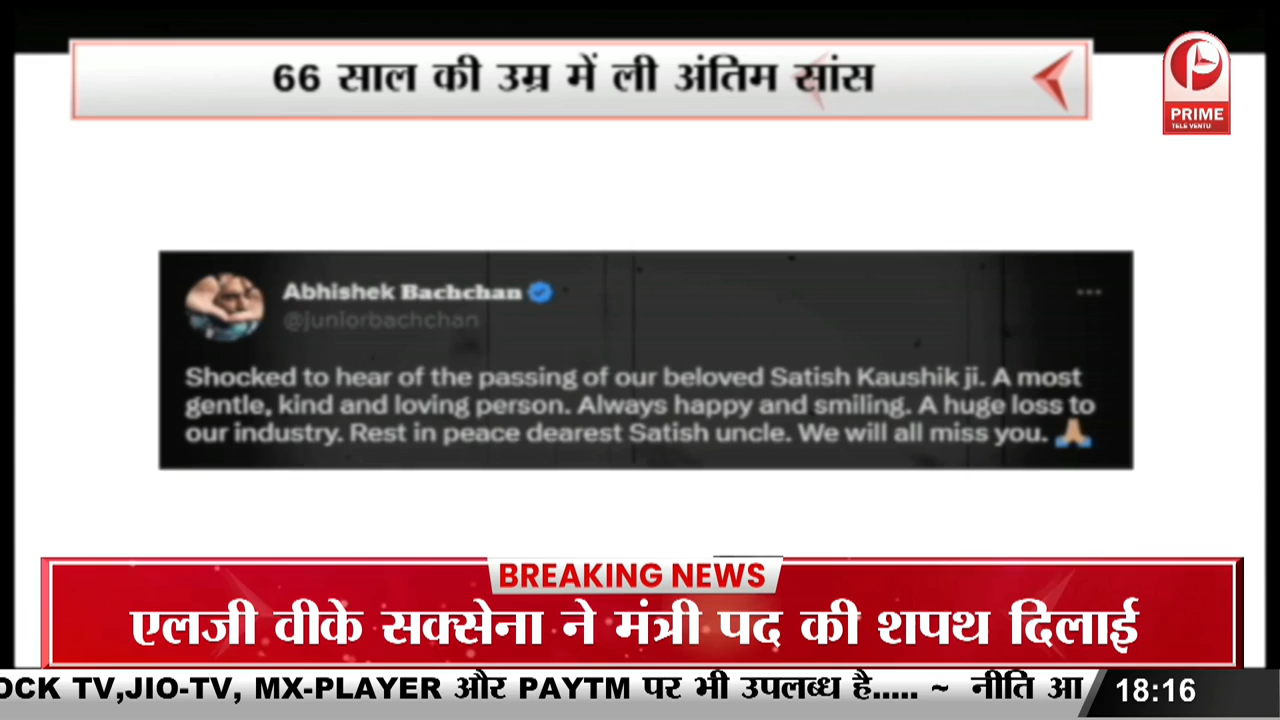 66 साल की उम्र में ली अंतिम सांस
PRIME
TELE VENTU
Abhishek Bachchan
@juniorbachchan
Shocked to hear of the passing of our beloved Satish Kaushik ji. A most
gentle, kind and loving person. Always happy and smiling. A huge loss to
our industry. Rest in peace dearest Satish uncle. We will all miss you. 🙏
BREAKING NEWS
एलजी वीके सक्सेना ने मंत्री पद की शपथ दिलाई
OCK TV,JIO-TV, MX-PLAYER और PAYTM पर भी उपलब्ध है..... ~ नीति आ
18:16